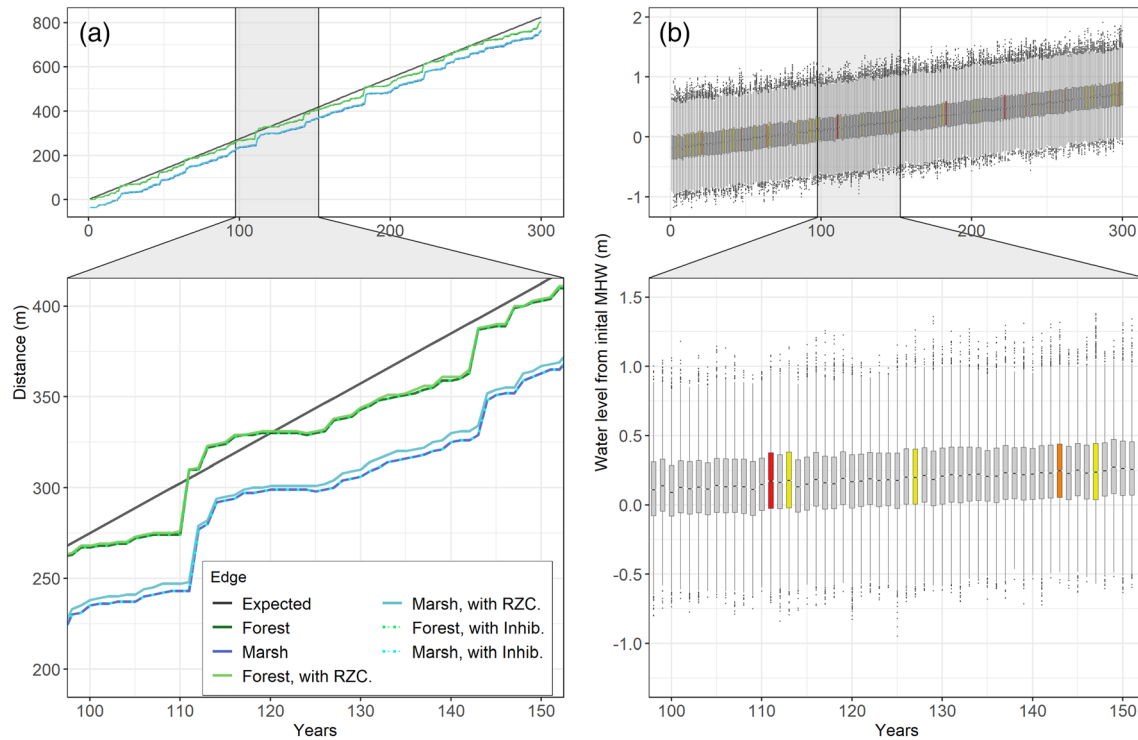 (a)
800
600
400
200
0
0
100
200
300
(b)
2
1
0
-1
0
100
200
300
Distance (m)
400
350
300
250
200
Edge
Expected
Forest
Marsh
Forest, with RZC.
Marsh, with RZC.
Forest, with Inhib.
Marsh, with Inhib.
100
110
120
130
140
150
Years
Water level from inital MHW (m)
1.5
1.0
0.5
0.0
-0.5
-1.0
100
110
120
130
140
150
Years